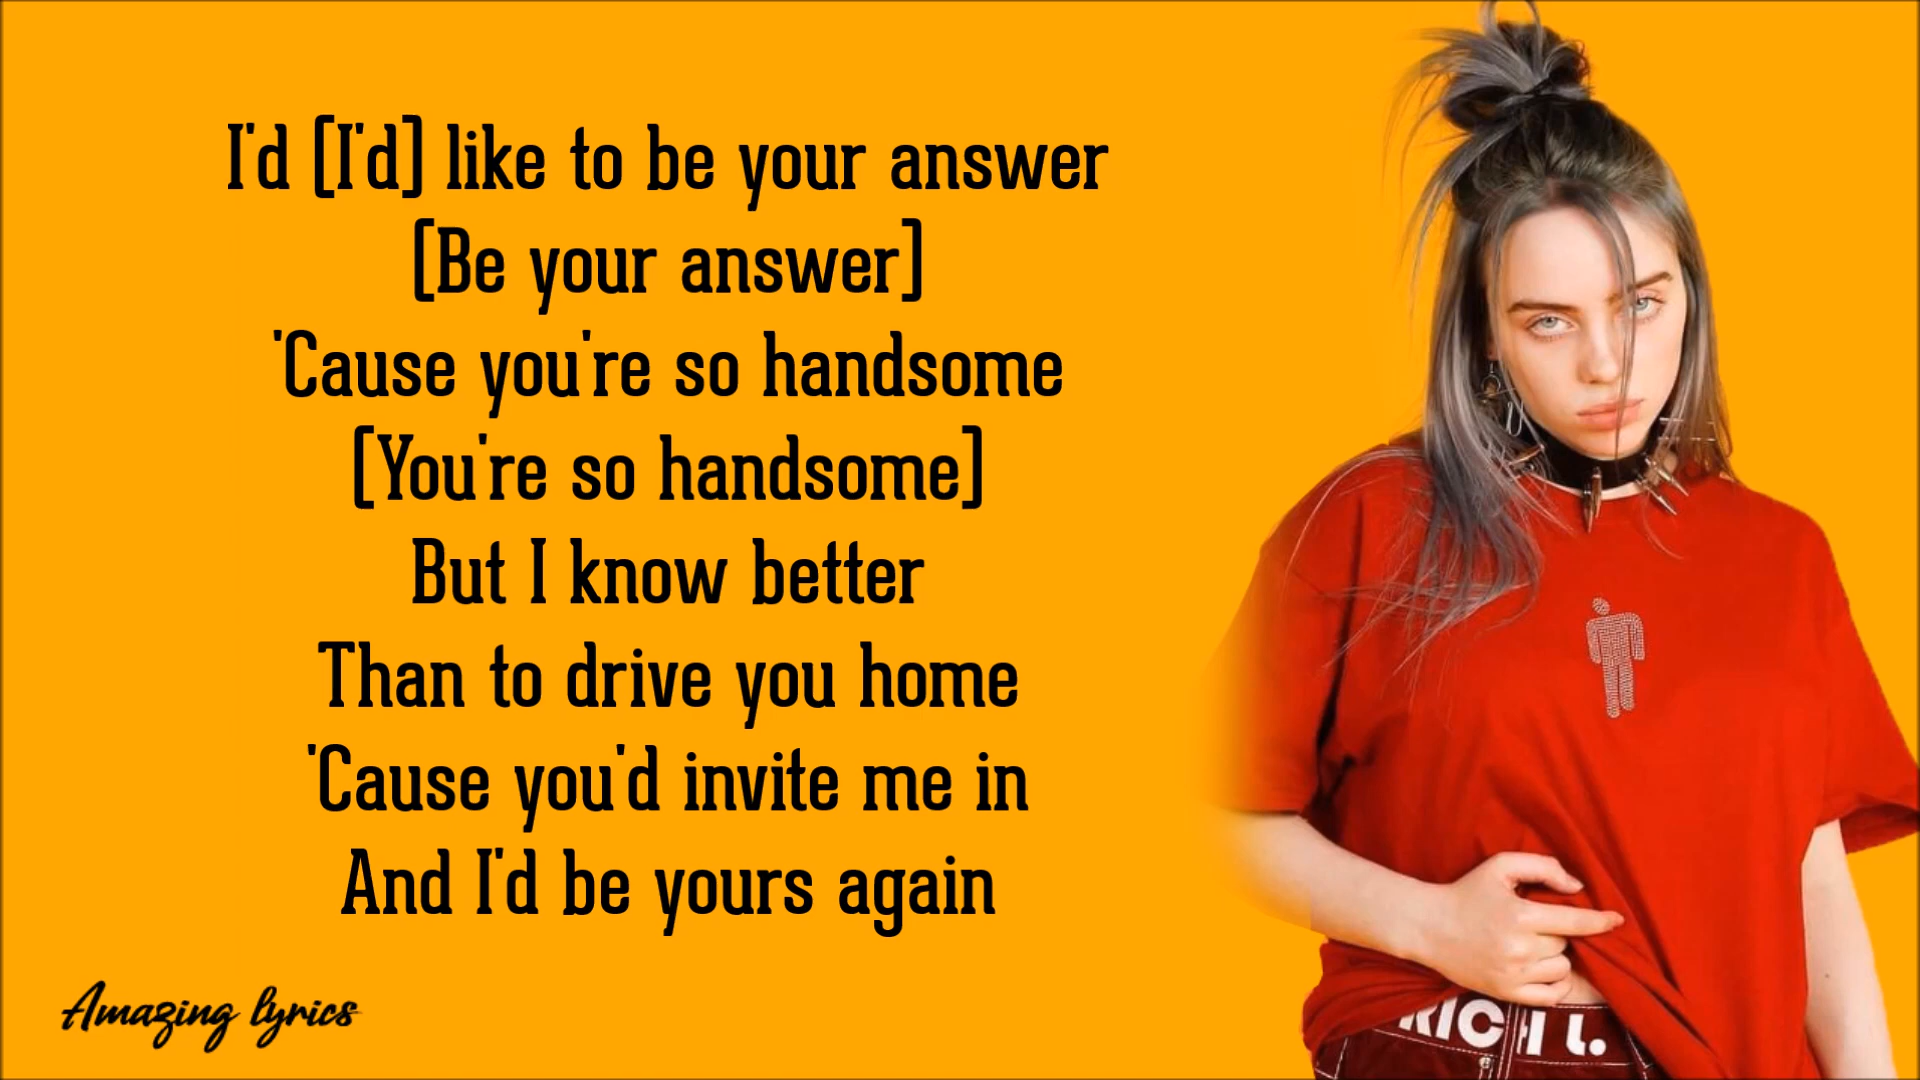 I'd [I'd] like to be your answer
[Be your answer]
'Cause you're so handsome
[You're so handsome]
But I know better
Than to drive you home
'Cause you'd invite me in
And I'd be yours again
Amazing lyrics
RICH L.